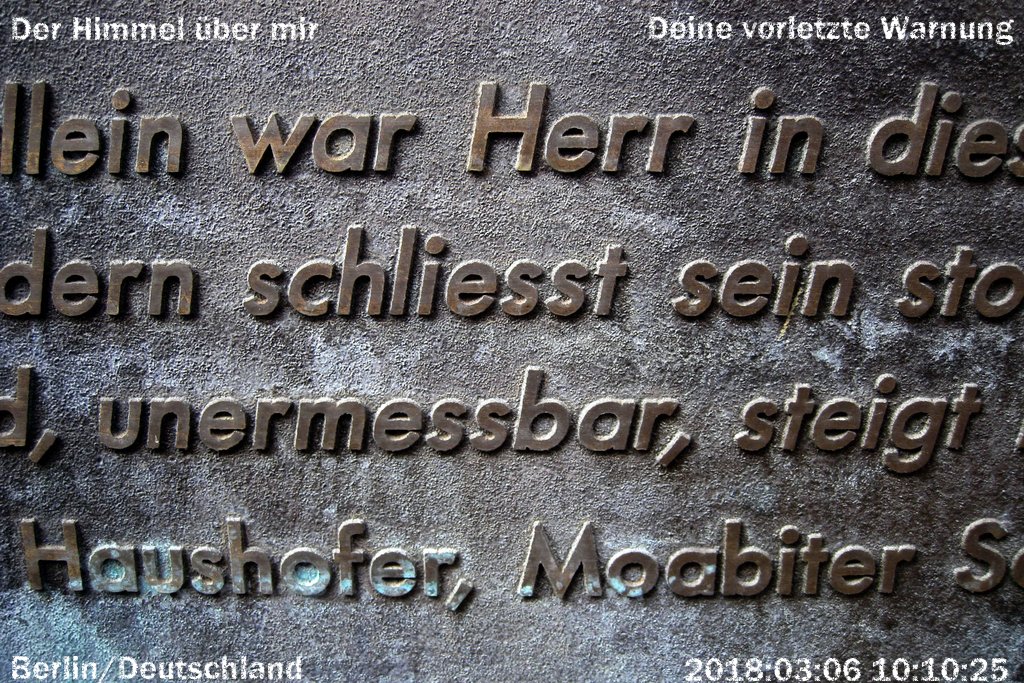 Der Himmel über mir
Deine vorletzte Warnung
llein war Herr in dies
dern schliesst sein sto
d, unermessbar, steigt
Haushofer, Moabiter So
Berlin/Deutschland
2018:03:06 10:10:25